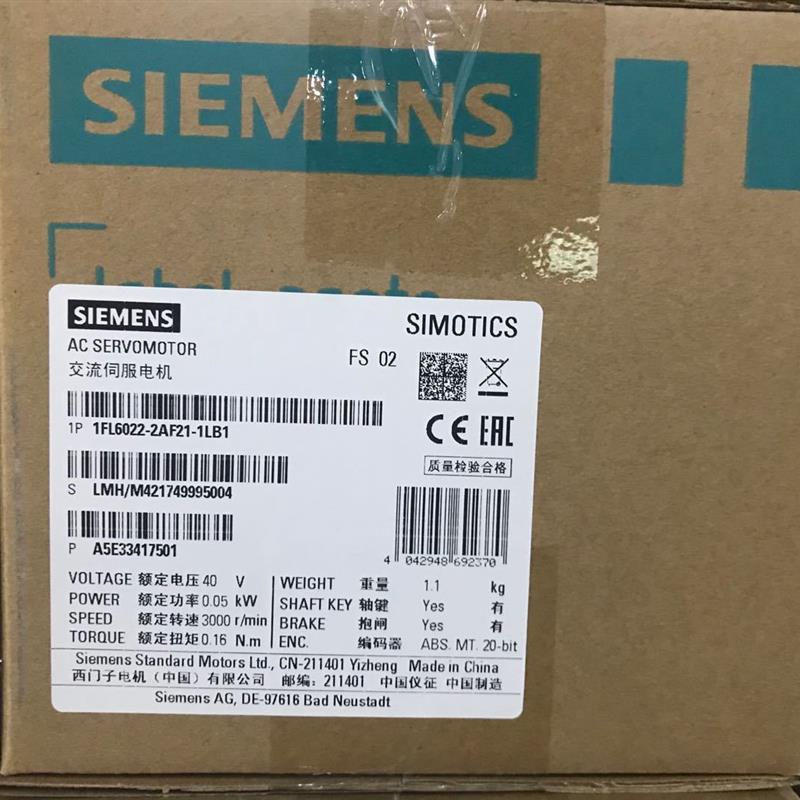 SIEMENS
SIEMENS
SIMOTICS
AC SERVOMOTOR
FS 02
交流伺服电机
1P 1FL6022-2AF21-1LB1
CE EAC
质量检验合格
S LMH/M421749995004
P A5E33417501
4 042948 692370
VOLTAGE 额定电压 40 V
POWER 额定功率 0.05 kW
SPEED 额定转速 3000 r/min
TORQUE 额定扭矩 0.16 N.m
WEIGHT 重量 1.1 kg
SHAFT KEY 轴键 Yes 有
BRAKE 抱闸 Yes 有
ENC. 编码器 ABS. MT. 20-bit
Siemens Standard Motors Ltd., CN-211401 Yizheng Made in China
西门子电机（中国）有限公司 邮编：211401 中国仪征 中国制造
Siemens AG, DE-97616 Bad Neustadt